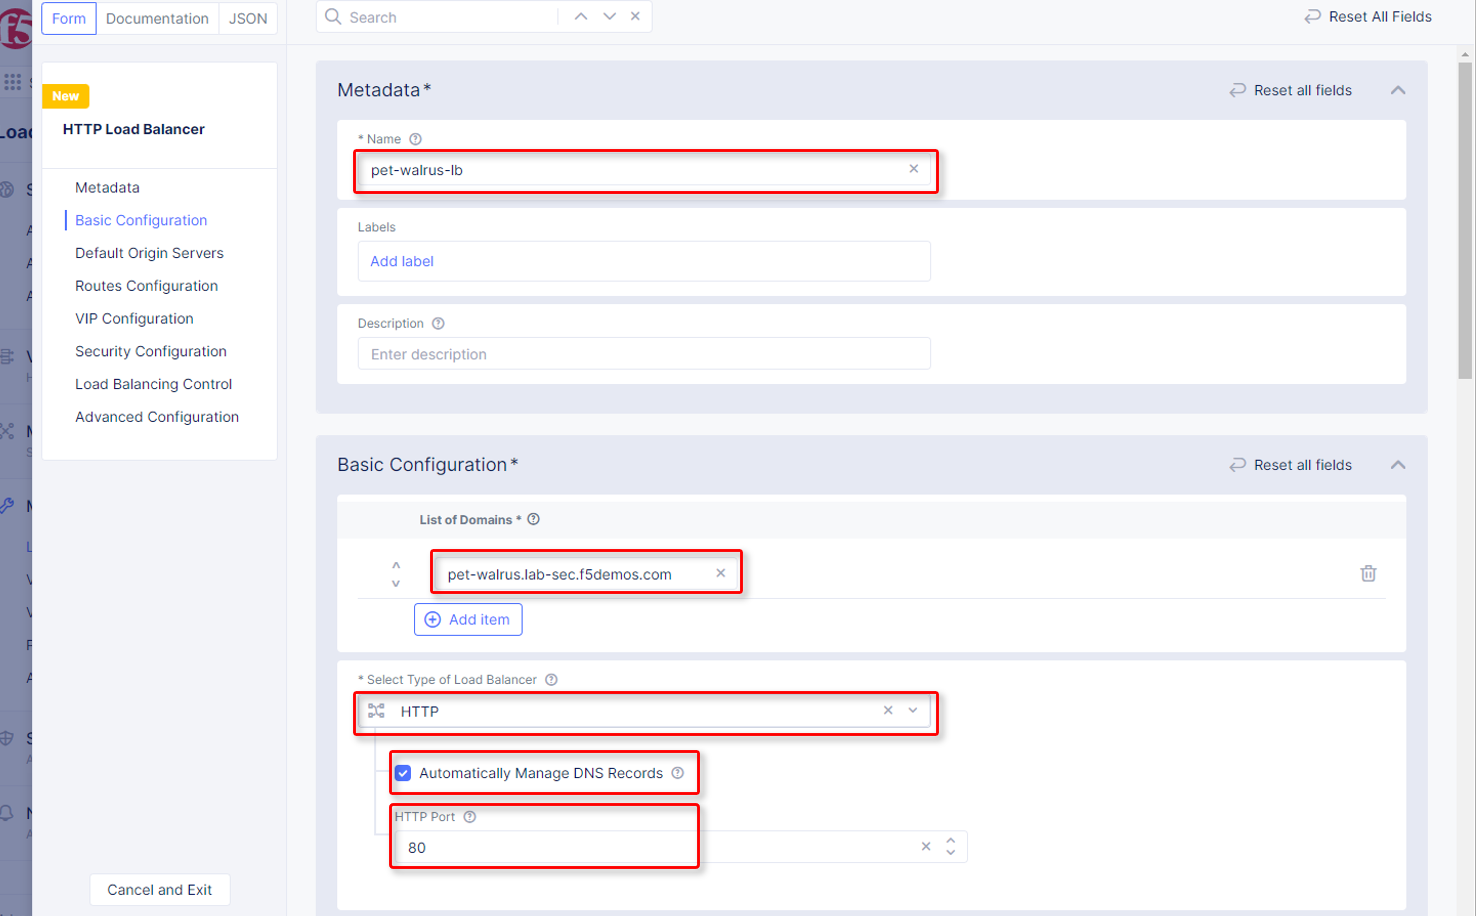 f5
Form
Documentation
JSON
Search
Reset All Fields
New
HTTP Load Balancer
Metadata
Basic Configuration
Default Origin Servers
Routes Configuration
VIP Configuration
Security Configuration
Load Balancing Control
Advanced Configuration
Cancel and Exit
Metadata*
Reset all fields
* Name
pet-walrus-lb
Labels
Add label
Description
Enter description
Basic Configuration*
Reset all fields
List of Domains *
pet-walrus.lab-sec.f5demos.com
Add item
* Select Type of Load Balancer
HTTP
Automatically Manage DNS Records
HTTP Port
80